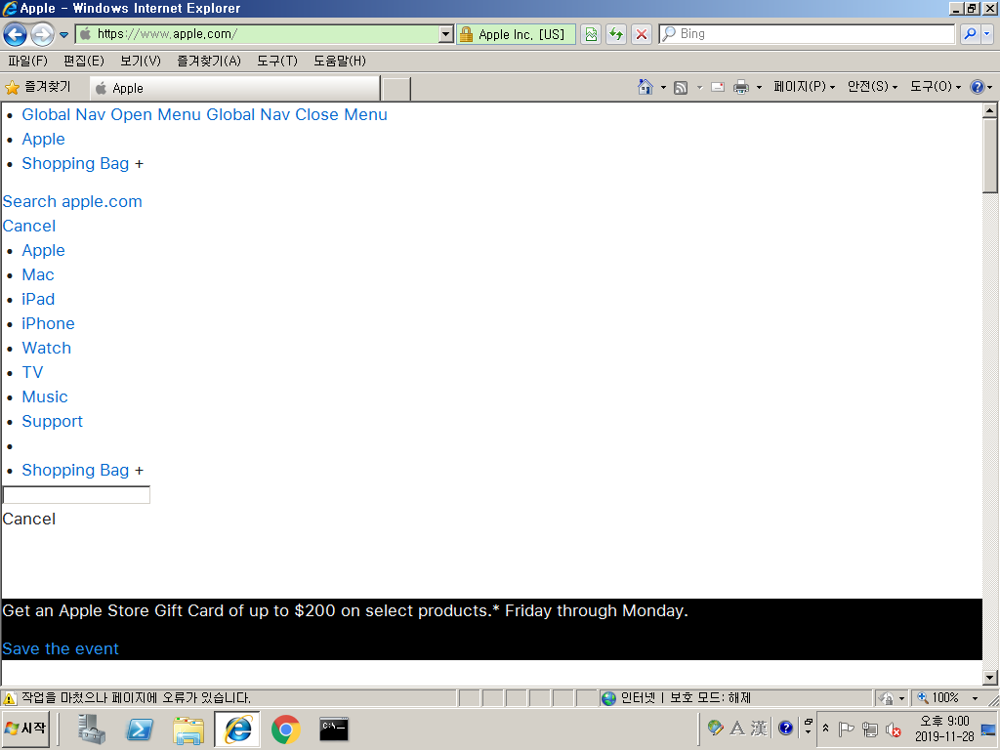 Apple - Windows Internet Explorer
https://www.apple.com/
Apple Inc. [US]
Bing
파일(F) 편집(E) 보기(V) 즐겨찾기(A) 도구(T) 도움말(H)
즐겨찾기 Apple 페이지(P) 안전(S) 도구(O)
Global Nav Open Menu Global Nav Close Menu
Apple
Shopping Bag +
Search apple.com
Cancel
Apple
Mac
iPad
iPhone
Watch
TV
Music
Support
Shopping Bag +
Cancel
Get an Apple Store Gift Card of up to $200 on select products.* Friday through Monday.
Save the event
작업을 마쳤으나 페이지에 오류가 있습니다. 인터넷 | 보호 모드: 해제 100%
시작 A 漢 오후 9:00
2019-11-28